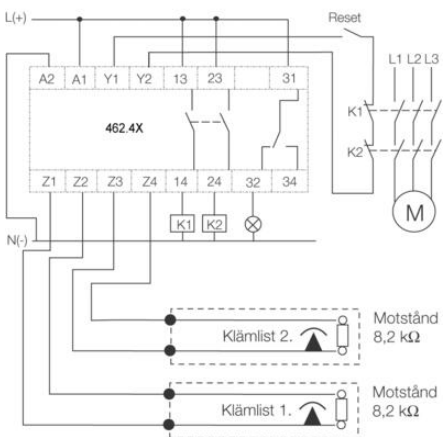 L(+)
Reset
L1 L2 L3
A2 A1 Y1 Y2 13 23 31
K1
462.4X
K2
Z1 Z2 Z3 Z4 14 24 32 34
M
K1 K2
N(-)
Klämlist 2.
Motstånd
8,2 kΩ
Klämlist 1.
Motstånd
8,2 kΩ